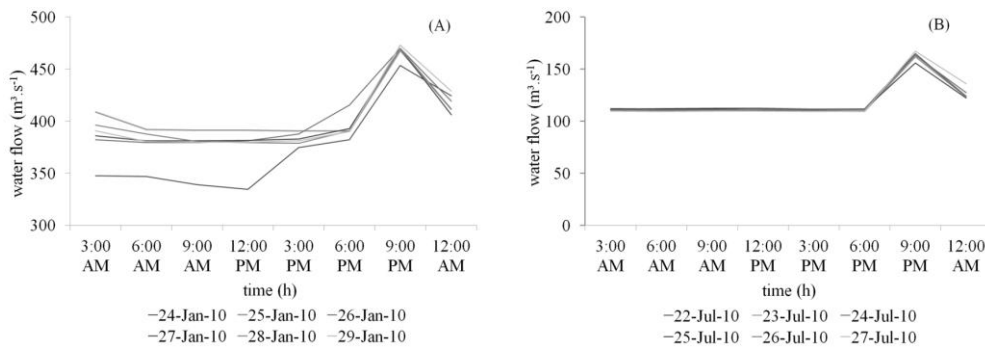 (A)
water flow (m³.s⁻¹)
500
450
400
350
300
3:00 AM
6:00 AM
9:00 AM
12:00 PM
3:00 PM
6:00 PM
9:00 PM
12:00 AM
time (h)
24-Jan-10 25-Jan-10 26-Jan-10
27-Jan-10 28-Jan-10 29-Jan-10
(B)
water flow (m³.s⁻¹)
200
150
100
50
0
3:00 AM
6:00 AM
9:00 AM
12:00 PM
3:00 PM
6:00 PM
9:00 PM
12:00 AM
time (h)
22-Jul-10 23-Jul-10 24-Jul-10
25-Jul-10 26-Jul-10 27-Jul-10